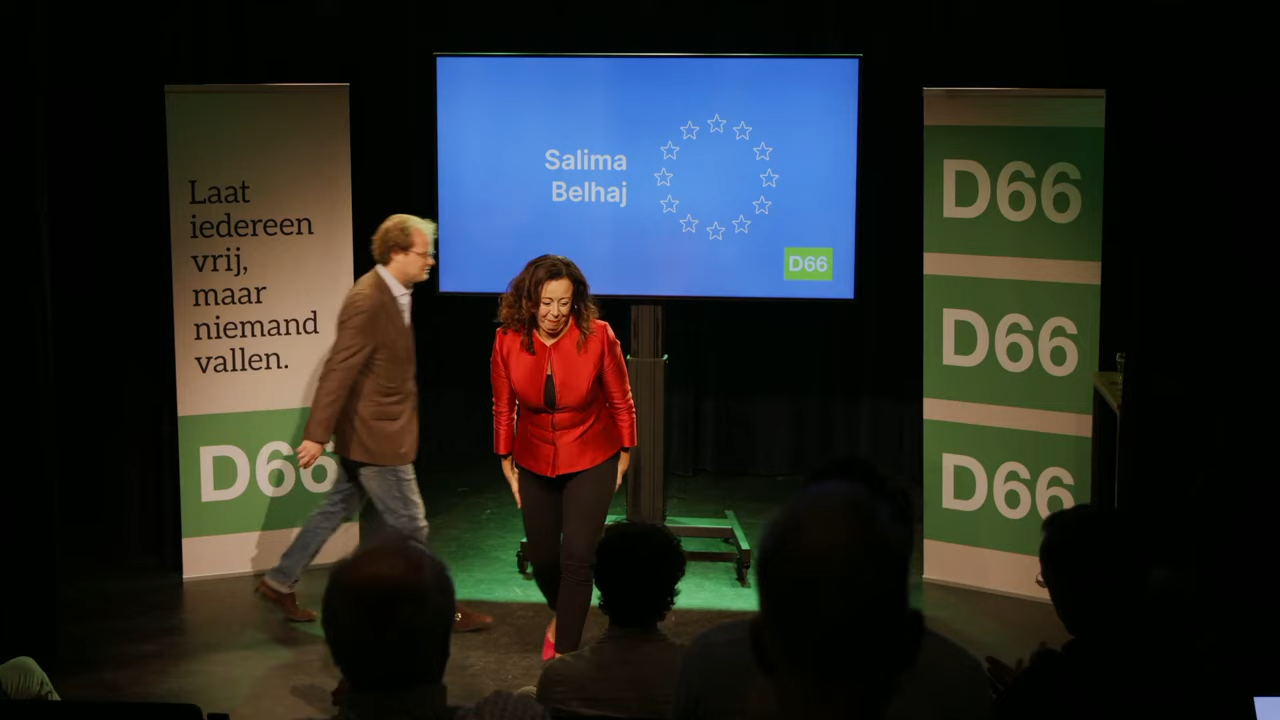 Laat
iedereen
vrij,
maar
niemand
vallen.
D66
Salima
Belhaj
D66
D66
D66
D66